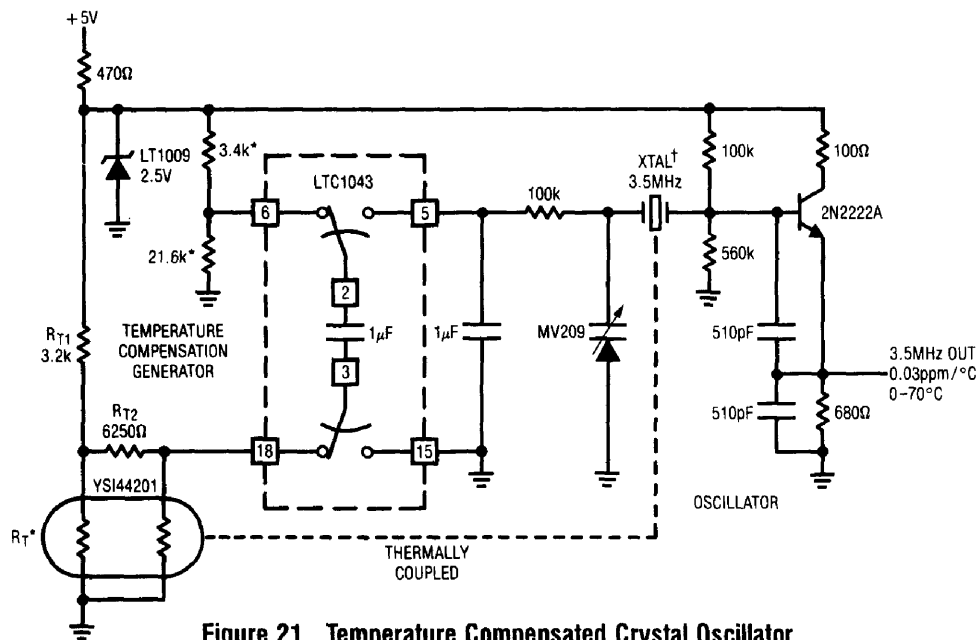 +5V
470Ω
LT1009
2.5V
3.4k*
21.6k*
LTC1043
6
5
2
1μF
3
18
15
TEMPERATURE
COMPENSATION
GENERATOR
RT1
3.2k
RT2
6250Ω
YSI44201
RT*
1μF
100k
MV209
XTAL†
3.5MHz
100k
560k
100Ω
2N2222A
510pF
510pF
680Ω
3.5MHz OUT
0.03ppm/°C
0–70°C
OSCILLATOR
THERMALLY
COUPLED
Figure 21. Temperature Compensated Crystal Oscillator